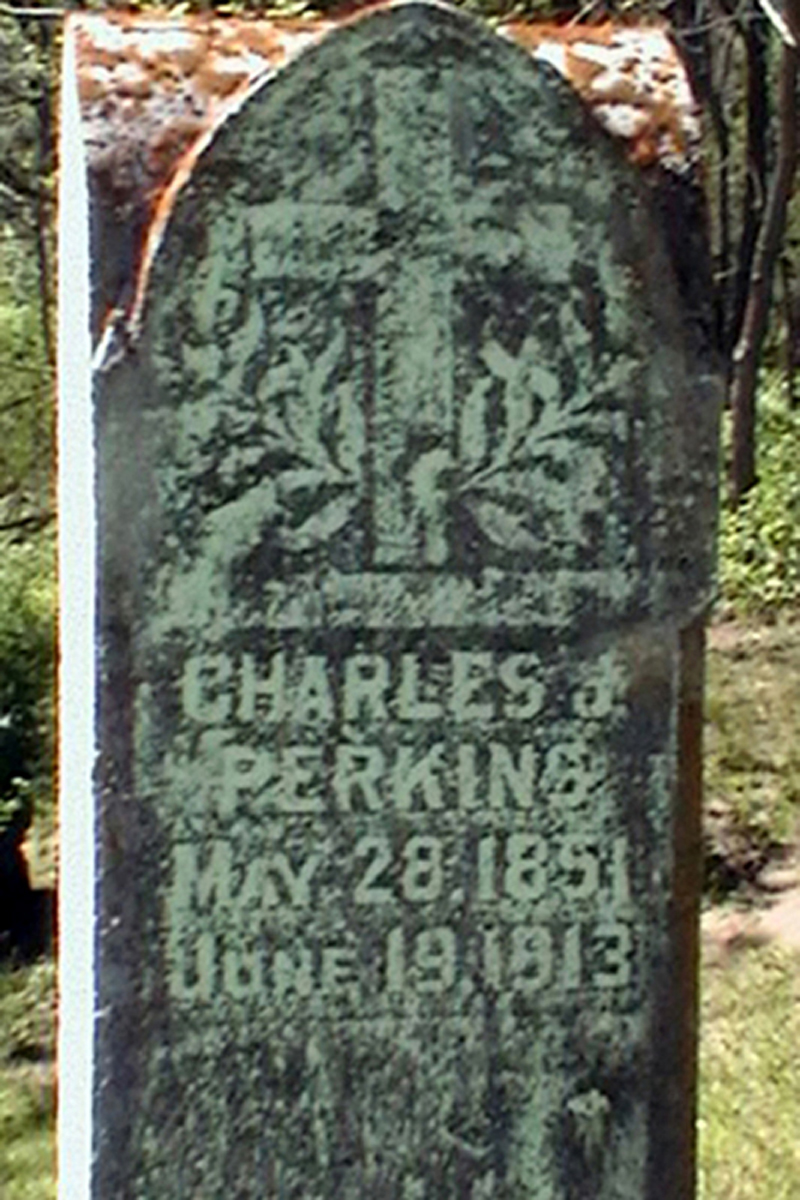 CHARLES J.
PERKINS
MAY 28, 1851
JUNE 19, 1913